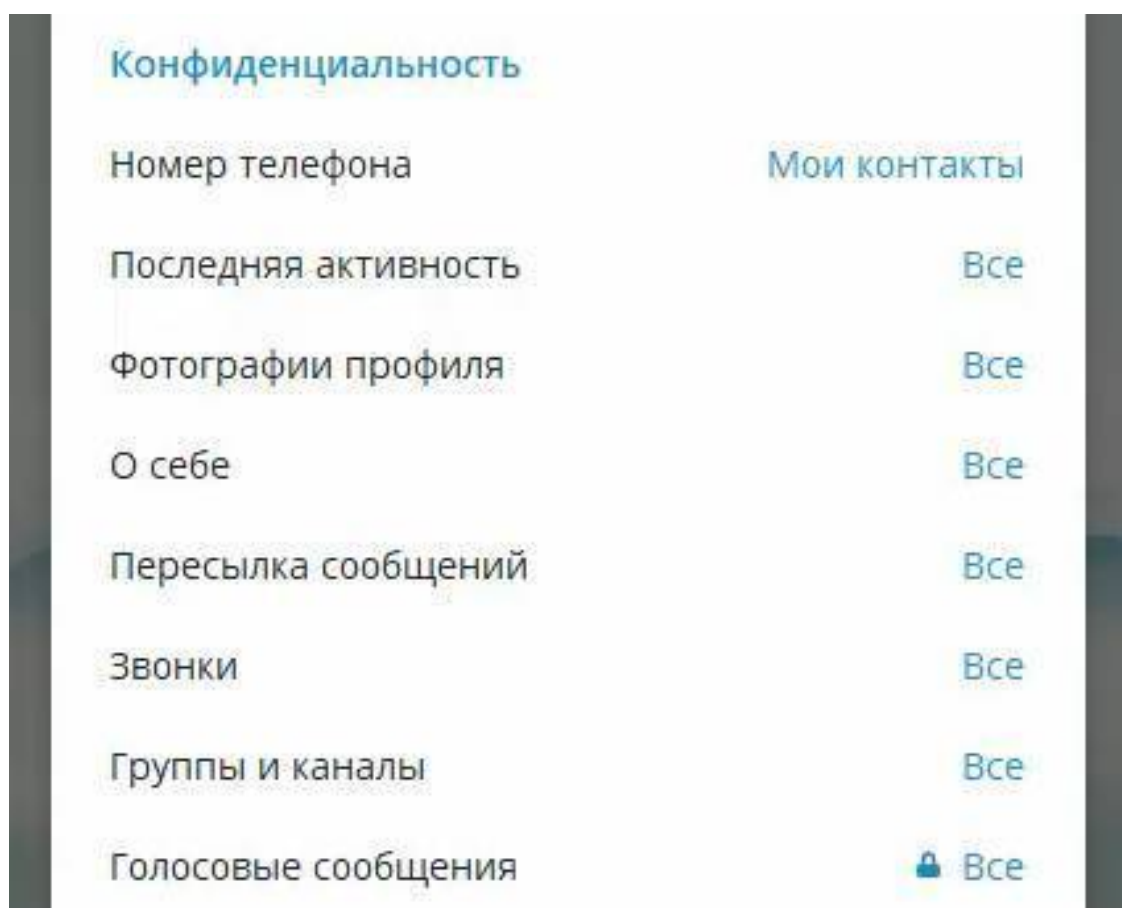 Конфиденциальность
Номер телефона Мои контакты
Последняя активность Все
Фотографии профиля Все
О себе Все
Пересылка сообщений Все
Звонки Все
Группы и каналы Все
Голосовые сообщения Все